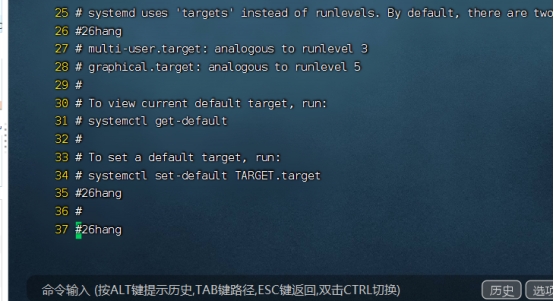 25 # systemd uses 'targets' instead of runlevels. By default, there are two
26 #26hang
27 # multi-user.target: analogous to runlevel 3
28 # graphical.target: analogous to runlevel 5
29 #
30 # To view current default target, run:
31 # systemctl get-default
32 #
33 # To set a default target, run:
34 # systemctl set-default TARGET.target
35 #26hang
36 #
37 #26hang
命令输入 (按ALT键提示历史,TAB键路径,ESC键返回,双击CTRL切换)
历史
选项